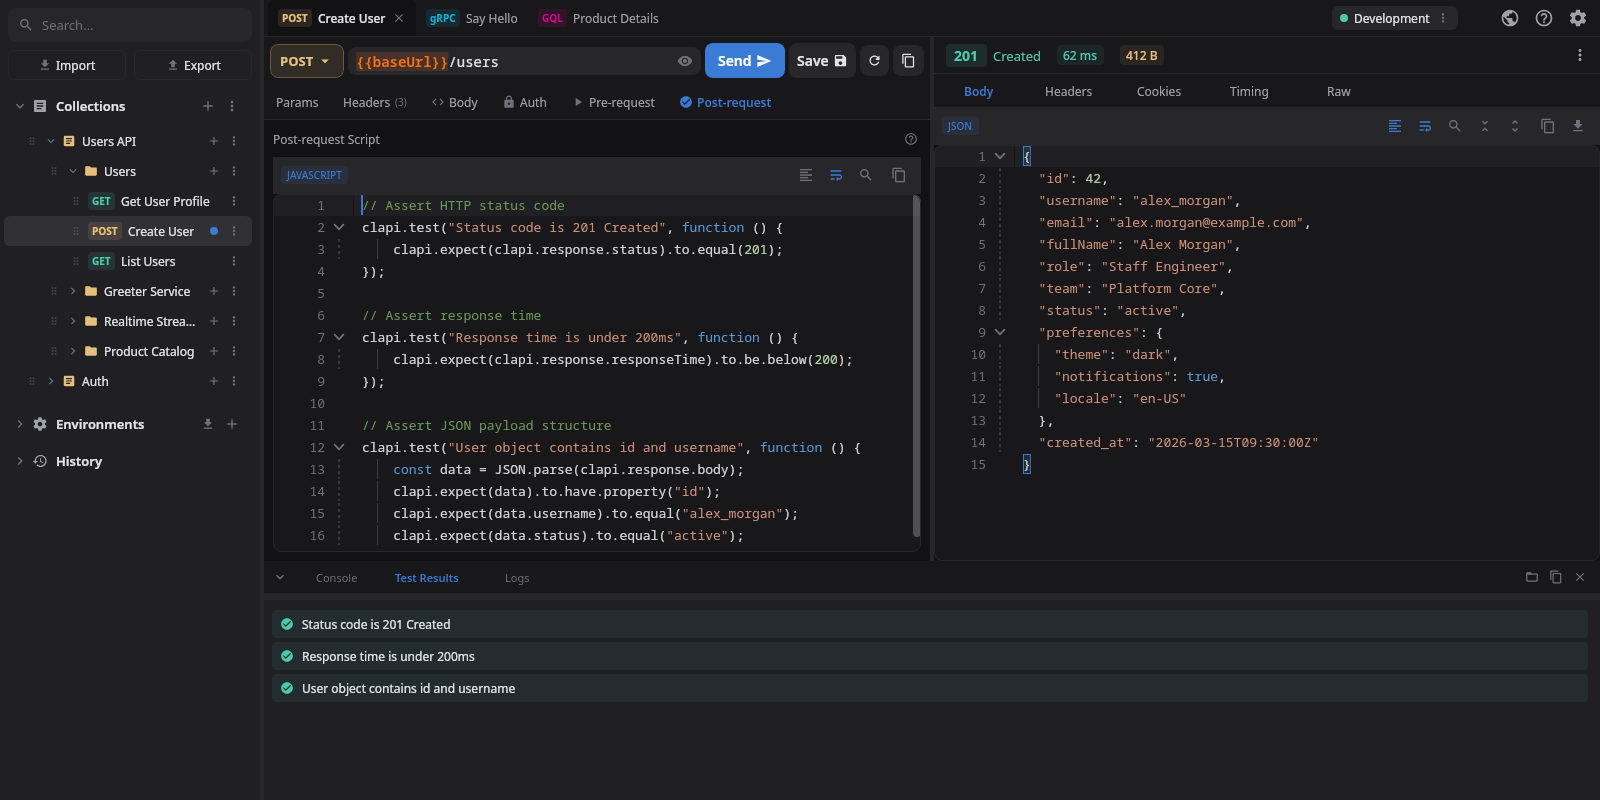 Search...
Import
Export
Collections
Users API
Users
GET Get User Profile
POST Create User
GET List Users
Greeter Service
Realtime Strea...
Product Catalog
Auth
Environments
History
POST Create User
gRPC Say Hello
GQL Product Details
Development
POST
{{baseUrl}}/users
Send
Save
Params
Headers (3)
Body
Auth
Pre-request
Post-request
Post-request Script
JAVASCRIPT
1 // Assert HTTP status code
2 clapi.test("Status code is 201 Created", function () {
3 clapi.expect(clapi.response.status).to.equal(201);
4 });
5
6 // Assert response time
7 clapi.test("Response time is under 200ms", function () {
8 clapi.expect(clapi.response.responseTime).to.be.below(200);
9 });
10
11 // Assert JSON payload structure
12 clapi.test("User object contains id and username", function () {
13 const data = JSON.parse(clapi.response.body);
14 clapi.expect(data).to.have.property("id");
15 clapi.expect(data.username).to.equal("alex_morgan");
16 clapi.expect(data.status).to.equal("active");
201 Created
62 ms
412 B
Body
Headers
Cookies
Timing
Raw
JSON
1 {
2 "id": 42,
3 "username": "alex_morgan",
4 "email": "alex.morgan@example.com",
5 "fullName": "Alex Morgan",
6 "role": "Staff Engineer",
7 "team": "Platform Core",
8 "status": "active",
9 "preferences": {
10 "theme": "dark",
11 "notifications": true,
12 "locale": "en-US"
13 },
14 "created_at": "2026-03-15T09:30:00Z"
15 }
Console
Test Results
Logs
Status code is 201 Created
Response time is under 200ms
User object contains id and username